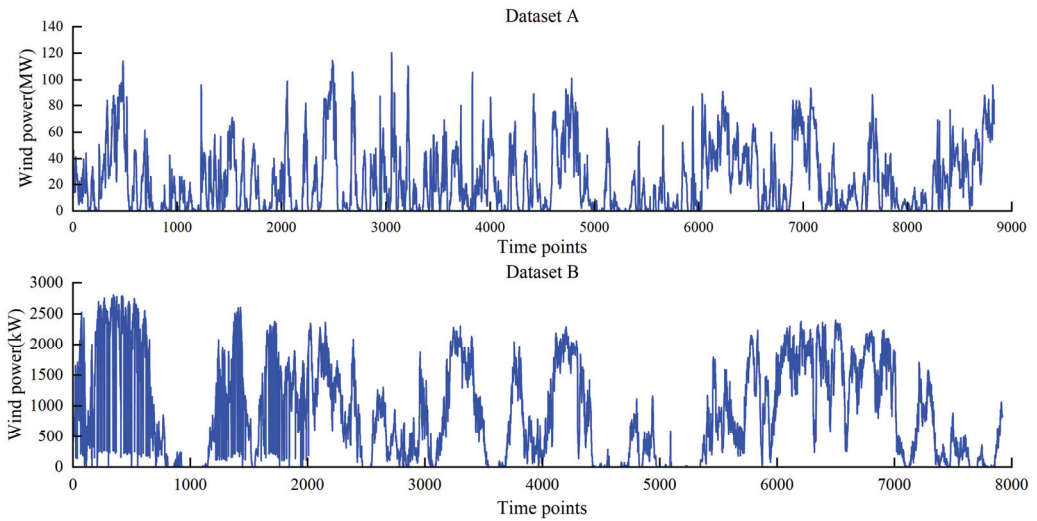 Dataset A
Wind power(MW)
140
120
100
80
60
40
20
0
0 1000 2000 3000 4000 5000 6000 7000 8000 9000
Time points
Dataset B
Wind power(kW)
3000
2500
2000
1500
1000
500
0
0 1000 2000 3000 4000 5000 6000 7000 8000
Time points